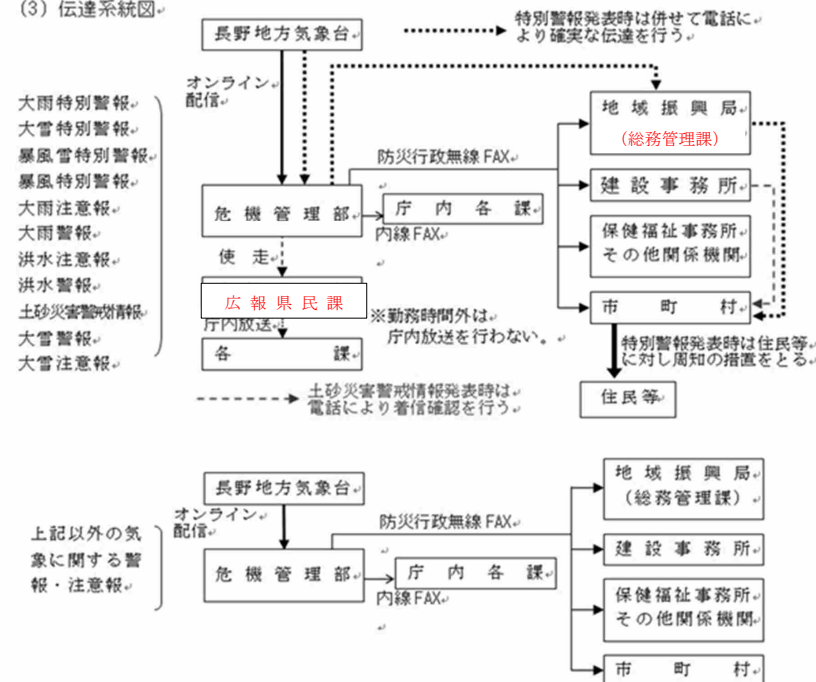 (3) 伝達系統図
長野地方気象台
特別警報発表時は併せて電話に
より確実な伝達を行う
オンライン
配信
大雨特別警報
大雪特別警報
暴風雪特別警報
暴風特別警報
大雨注意報
大雨警報
洪水注意報
洪水警報
土砂災害警戒情報
大雪警報
大雪注意報
地域振興局
(総務管理課)
防災行政無線FAX
建設事務所
危機管理部
庁内各課
内線FAX
保健福祉事務所
その他関係機関
使走
広報県民課
庁内放送
※勤務時間外は
庁内放送を行わない。
市町村
各課
特別警報発表時は住民等
に対し周知の措置をとる
土砂災害警戒情報発表時は
電話により着信確認を行う
住民等
長野地方気象台
オンライン
配信
地域振興局
(総務管理課)
防災行政無線FAX
上記以外の気
象に関する警
報・注意報
建設事務所
危機管理部
庁内各課
内線FAX
保健福祉事務所
その他関係機関
市町村